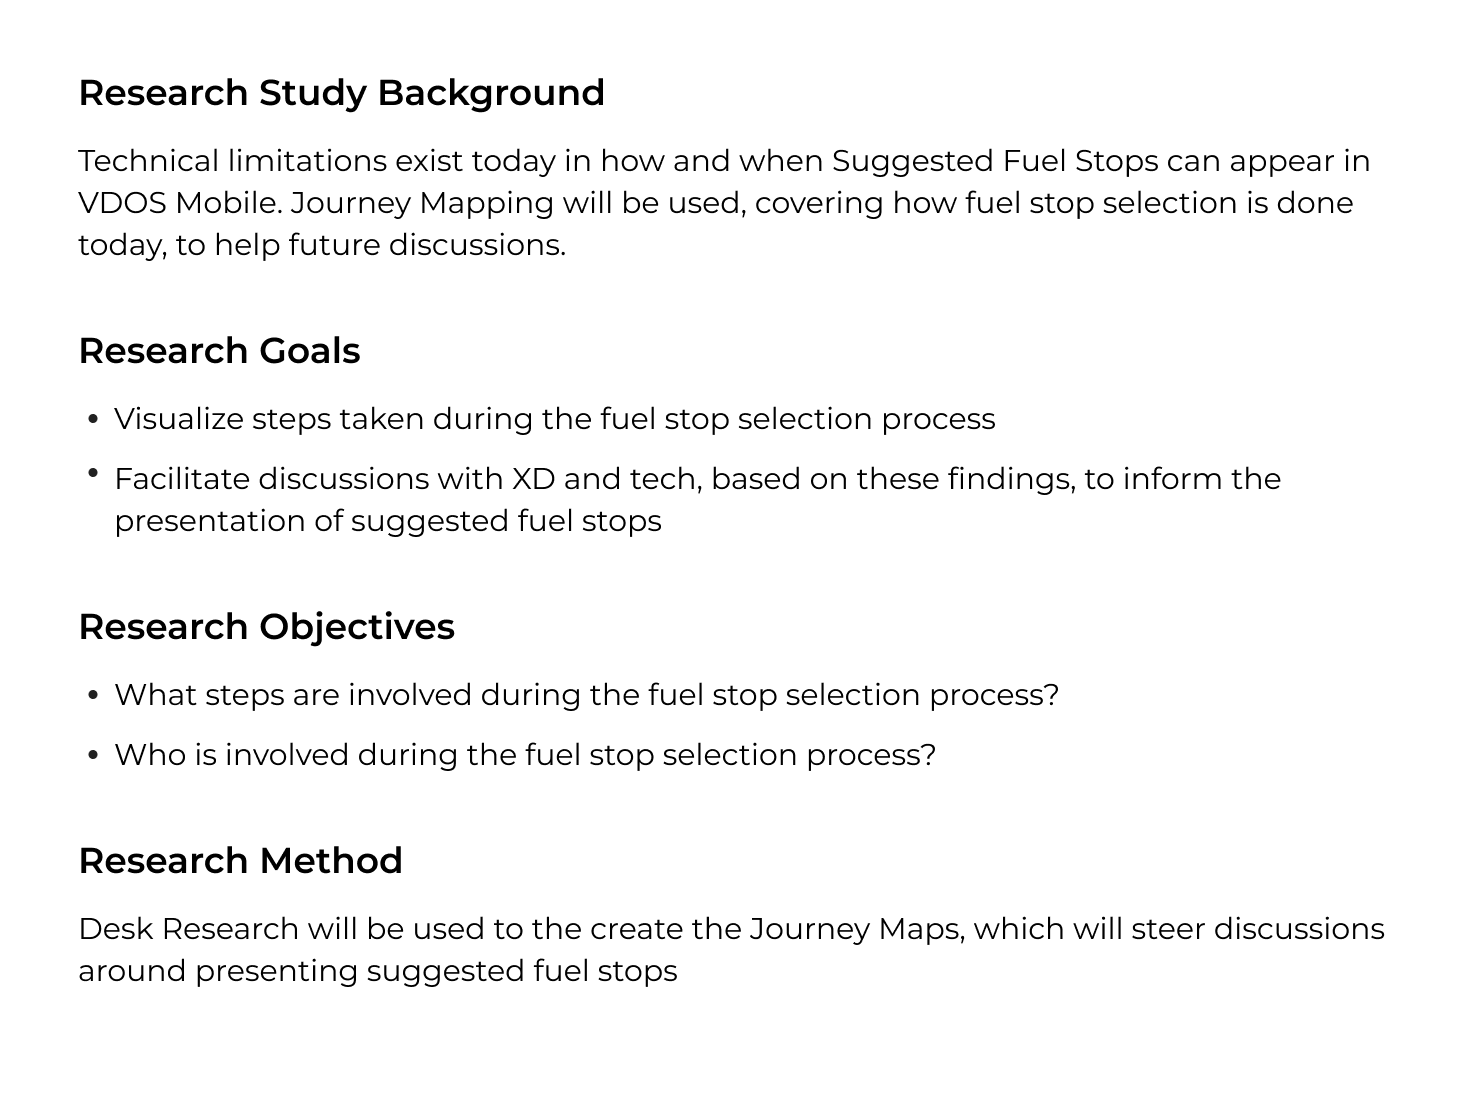 Research Study Background
Technical limitations exist today in how and when Suggested Fuel Stops can appear in
VDOS Mobile. Journey Mapping will be used, covering how fuel stop selection is done
today, to help future discussions.
Research Goals
• Visualize steps taken during the fuel stop selection process
• Facilitate discussions with XD and tech, based on these findings, to inform the
presentation of suggested fuel stops
Research Objectives
• What steps are involved during the fuel stop selection process?
• Who is involved during the fuel stop selection process?
Research Method
Desk Research will be used to the create the Journey Maps, which will steer discussions
around presenting suggested fuel stops